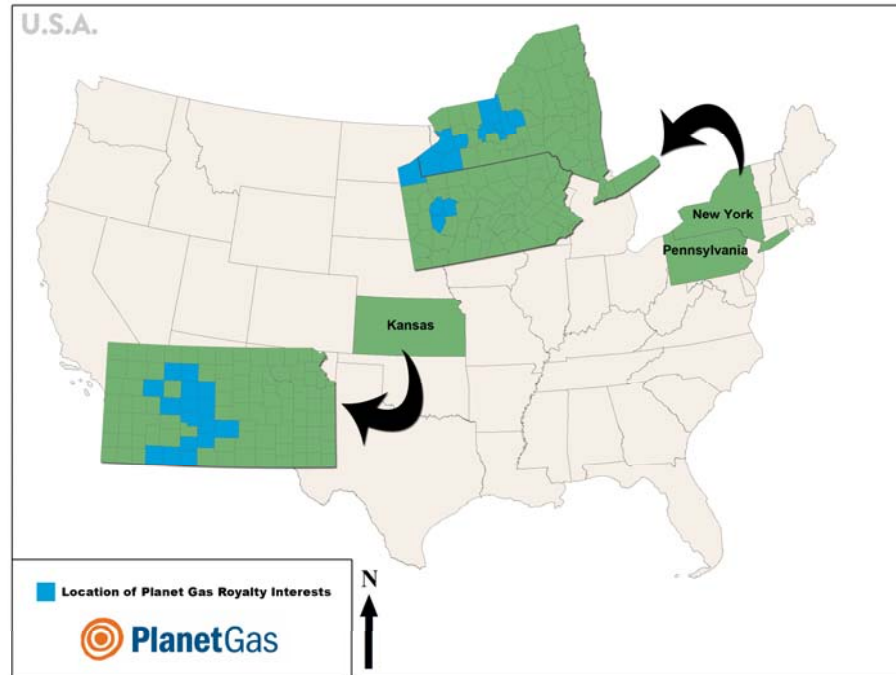 U.S.A.
New York
Pennsylvania
Kansas
Location of Planet Gas Royalty Interests
N
PlanetGas